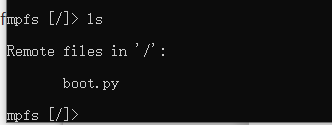 mpfs [/]> ls
Remote files in '/':
boot.py
mpfs [/]>